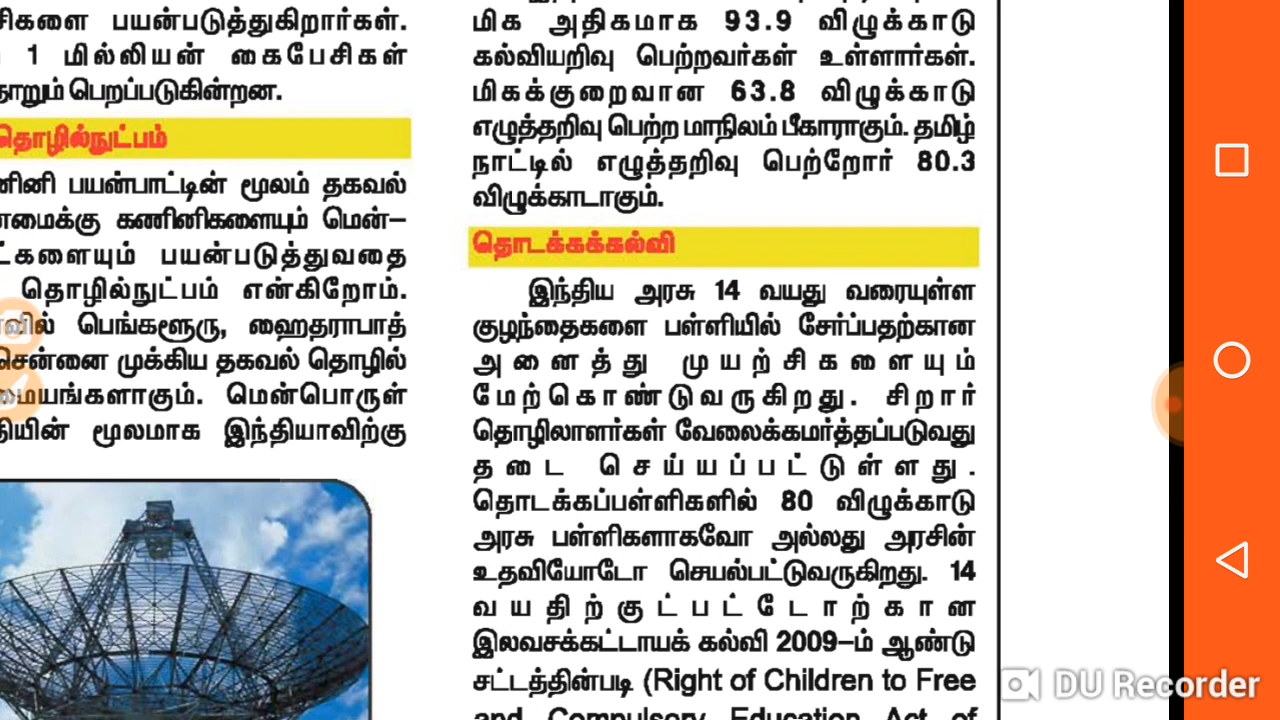 பயன்படுத்துகிறார்கள்.
1 மில்லியன் கைபேசிகள்
பெறப்படுகின்றன.
தொழில்நுட்பம்
பயன்பாட்டின் மூலம் தகவல்
கணினிகளையும் மென்–
பயன்படுத்துவதை
தொழில்நுட்பம் என்கிறோம்.
பெங்களூரு, ஹைதராபாத்
சென்னை முக்கிய தகவல் தொழில்
மென்பொருள்
மூலமாக இந்தியாவிற்கு
மிக அதிகமாக 93.9 விழுக்காடு
கல்வியறிவு பெற்றவர்கள் உள்ளார்கள்.
மிகக்குறைவான 63.8 விழுக்காடு
எழுத்தறிவு பெற்ற மாநிலம் பீகாராகும். தமிழ்
நாட்டில் எழுத்தறிவு பெற்றோர் 80.3
விழுக்காடாகும்.
தொடக்கக்கல்வி
இந்திய அரசு 14 வயது வரையுள்ள
குழந்தைகளை பள்ளியில் சேர்ப்பதற்கான
அனைத்து முயற்சிகளையும்
மேற்கொண்டுவருகிறது. சிறார்
தொழிலாளர்கள் வேலைக்கமர்த்தப்படுவது
தடை செய்யப்பட்டுள்ளது.
தொடக்கப்பள்ளிகளில் 80 விழுக்காடு
அரசு பள்ளிகளாகவோ அல்லது அரசின்
உதவியோடோ செயல்பட்டுவருகிறது. 14
வயதிற்குட்பட்டோற்கான
இலவசக்கட்டாயக் கல்வி 2009–ம் ஆண்டு
சட்டத்தின்படி (Right of Children to Free
and Compulsory Education Act of
DU Recorder